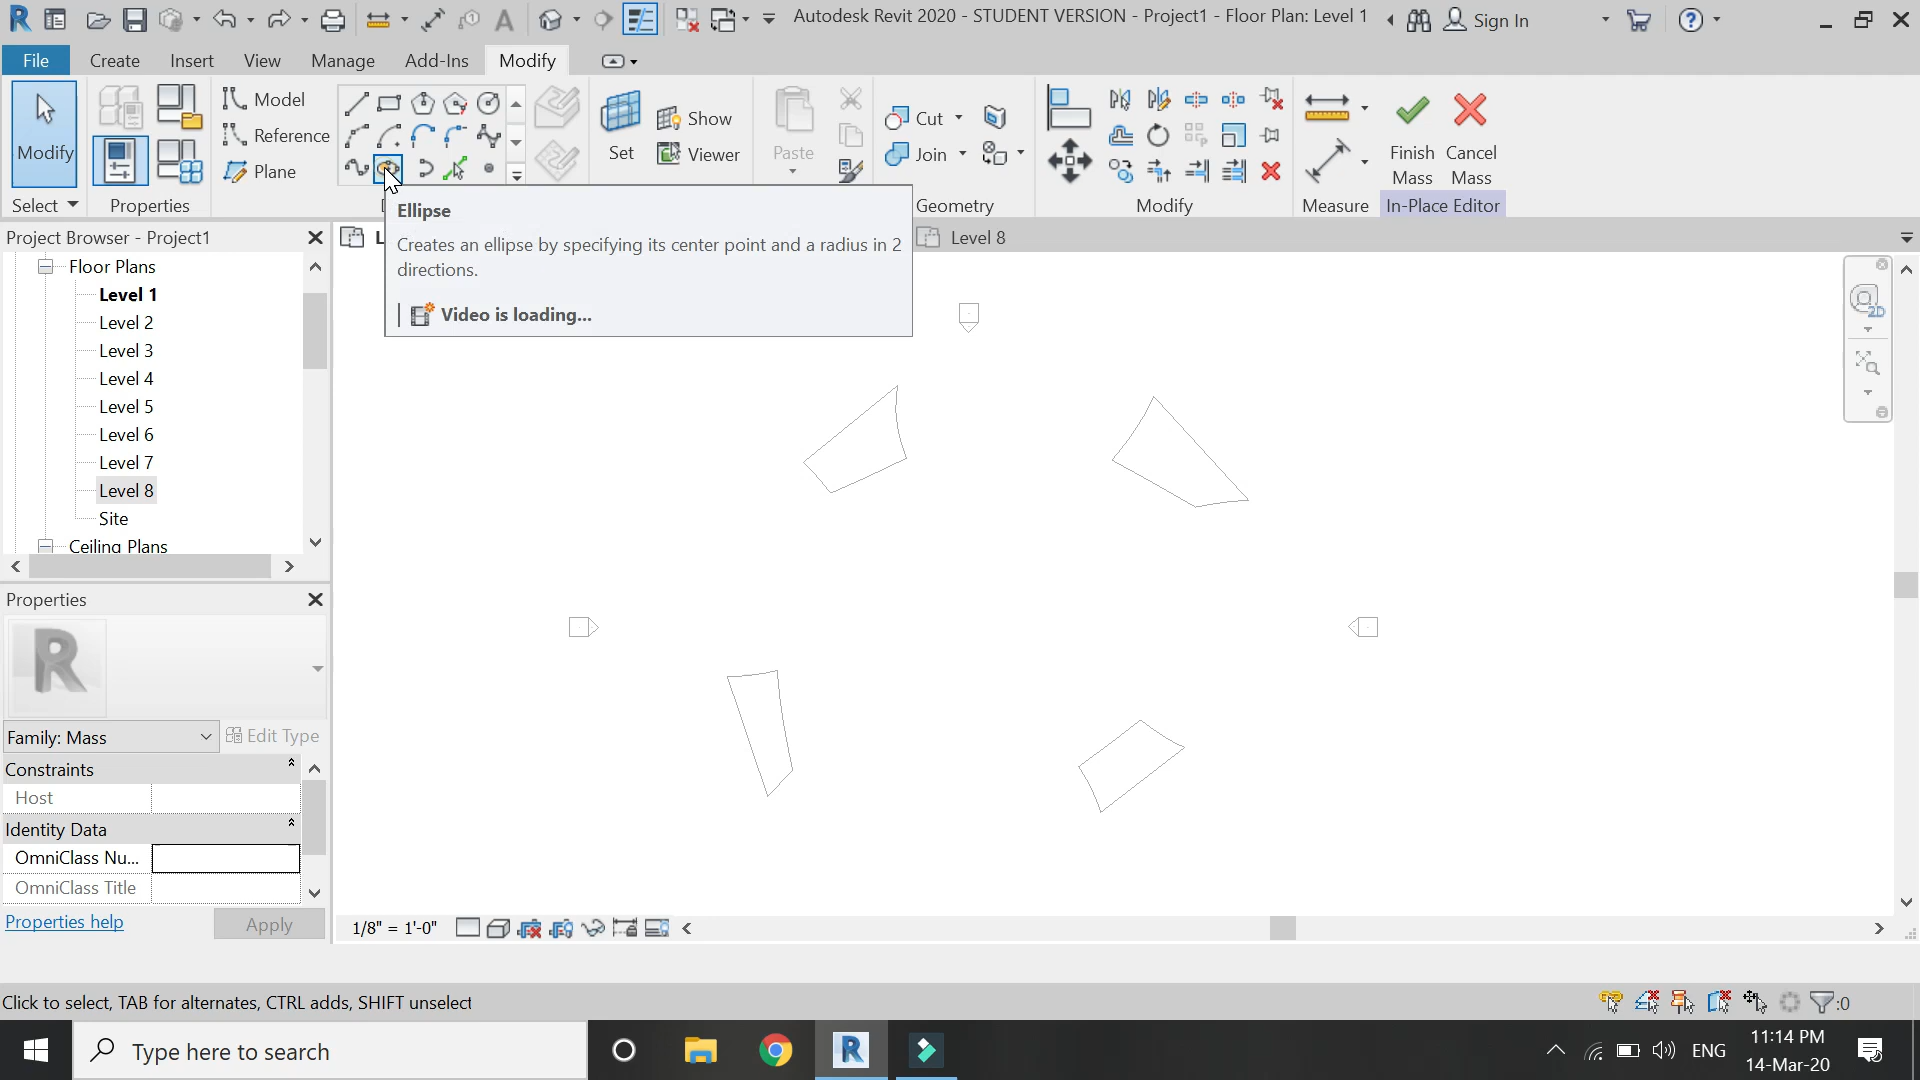 Autodesk Revit 2020 - STUDENT VERSION - Project1 - Floor Plan: Level 1
Sign In
File
Create
Insert
View
Manage
Add-Ins
Modify
Modify
Select
Properties
Model
Reference
Plane
Set
Show
Viewer
Paste
Cut
Join
Geometry
Modify
Measure
Finish Mass
Cancel Mass
In-Place Editor
Ellipse
Creates an ellipse by specifying its center point and a radius in 2
directions.
Video is loading...
Level 8
2D
Project Browser - Project1
Floor Plans
Level 1
Level 2
Level 3
Level 4
Level 5
Level 6
Level 7
Level 8
Site
Ceiling Plans
Properties
R
Family: Mass
Edit Type
Constraints
Host
Identity Data
OmniClass Nu...
OmniClass Title
Properties help
Apply
1/8" = 1'-0"
Click to select, TAB for alternates, CTRL adds, SHIFT unselect
:0
Type here to search
ENG
11:14 PM
14-Mar-20